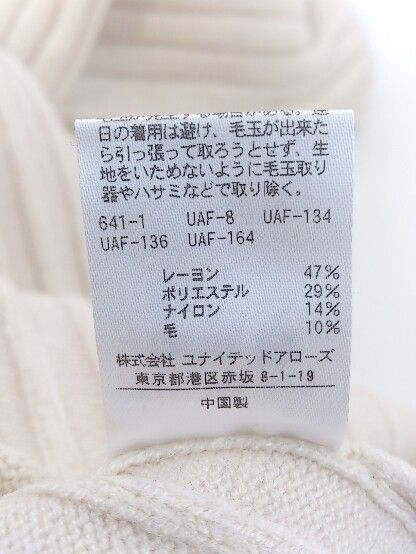 日の着用は避け、毛玉が出来た
ら引っ張って取ろうとせず、生
地をいためないように毛玉取り
器やハサミなどで取り除く。
641-1 UAF-8 UAF-134
UAF-136 UAF-164
レーヨン 47%
ポリエステル 29%
ナイロン 14%
毛 10%
株式会社 ユナイテッドアローズ
東京都港区赤坂 8-1-19
中国製